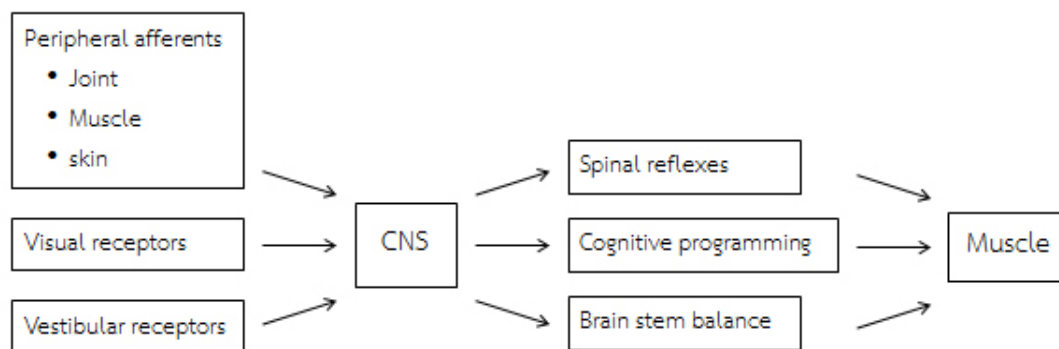 Peripheral afferents
• Joint
• Muscle
• skin
Visual receptors
Vestibular receptors
CNS
Spinal reflexes
Cognitive programming
Brain stem balance
Muscle